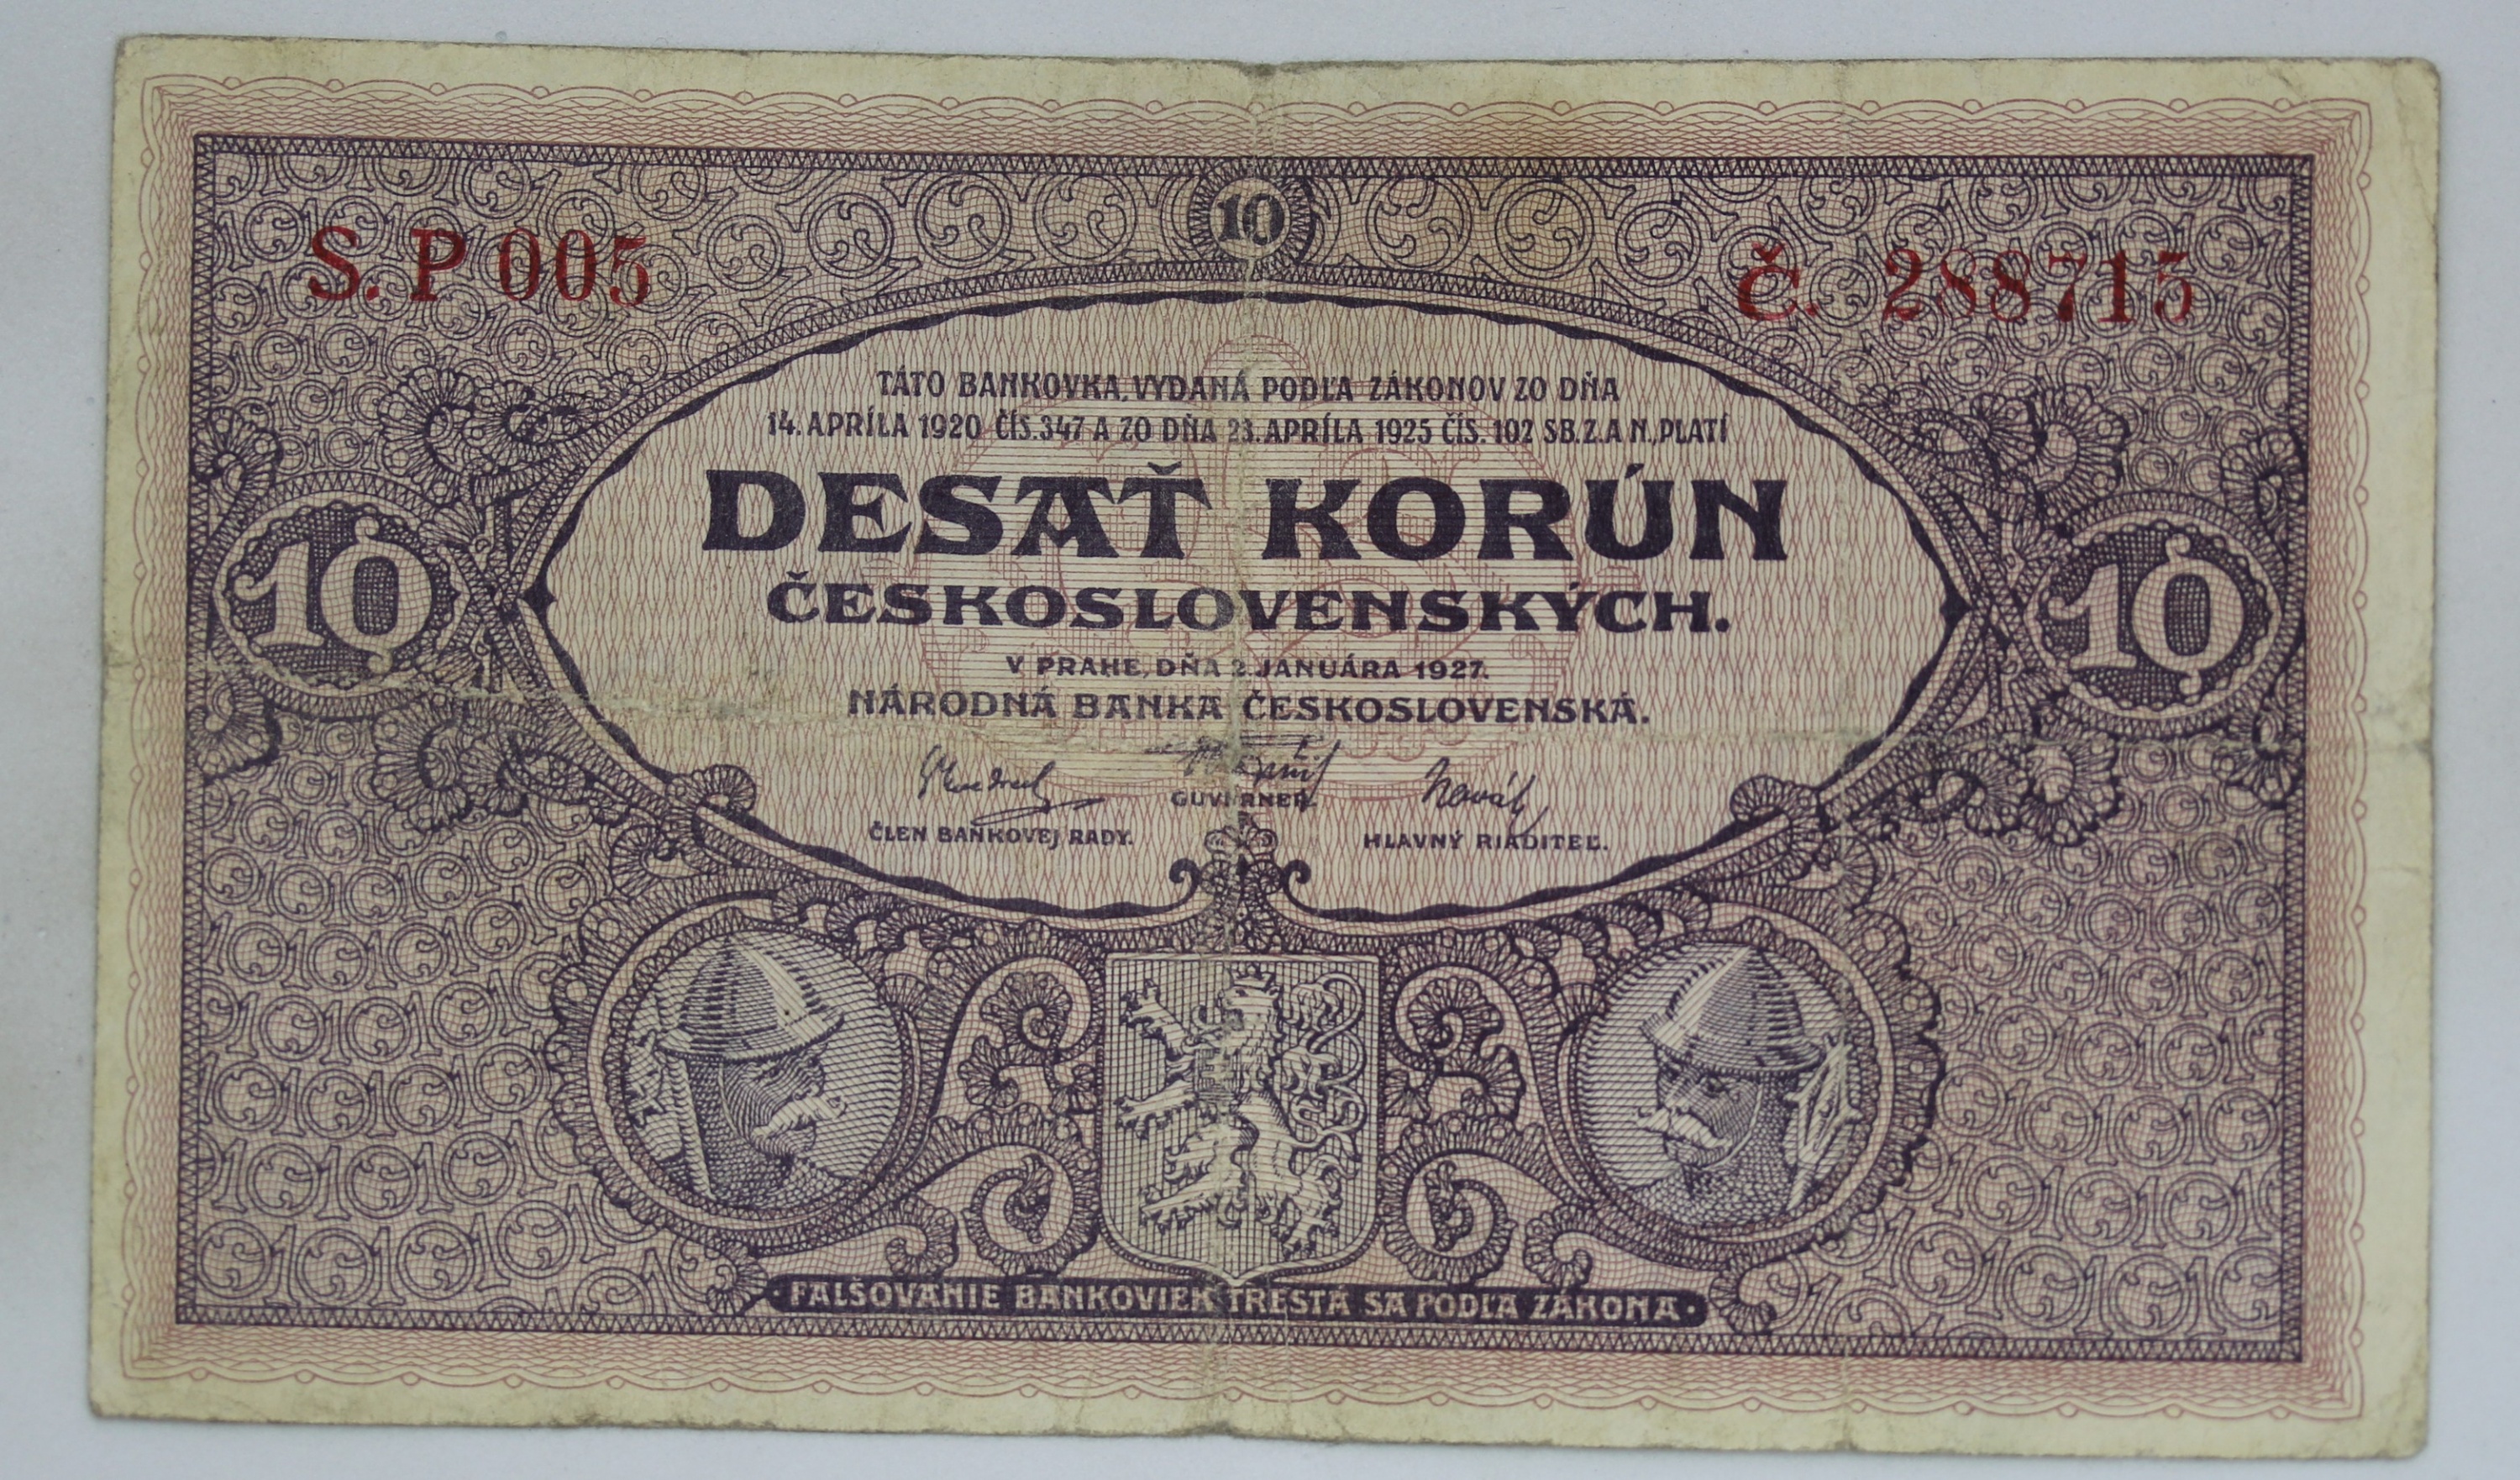 10
S. P 005
Č. 288715
TÁTO BANKOVKA, VYDANÁ PODĽA ZÁKONOV ZO DŇA
14. APRÍLA 1920 ČÍS. 347 A ZO DŇA 23. APRÍLA 1925 ČÍS. 102 SB. Z. A N., PLATÍ
DESAŤ KORÚN
10
10
ČESKOSLOVENSKÝCH.
V PRAHE, DŇA 2. JANUÁRA 1927.
NÁRODNÁ BANKA ČESKOSLOVENSKÁ.
Novák
GUVERNER.
ČLEN BANKOVEJ RADY.
HLAVNÝ RIADITEĽ.
· FALŠOVANIE BANKOVIEK TRESTÁ SA PODĽA ZÁKONA ·